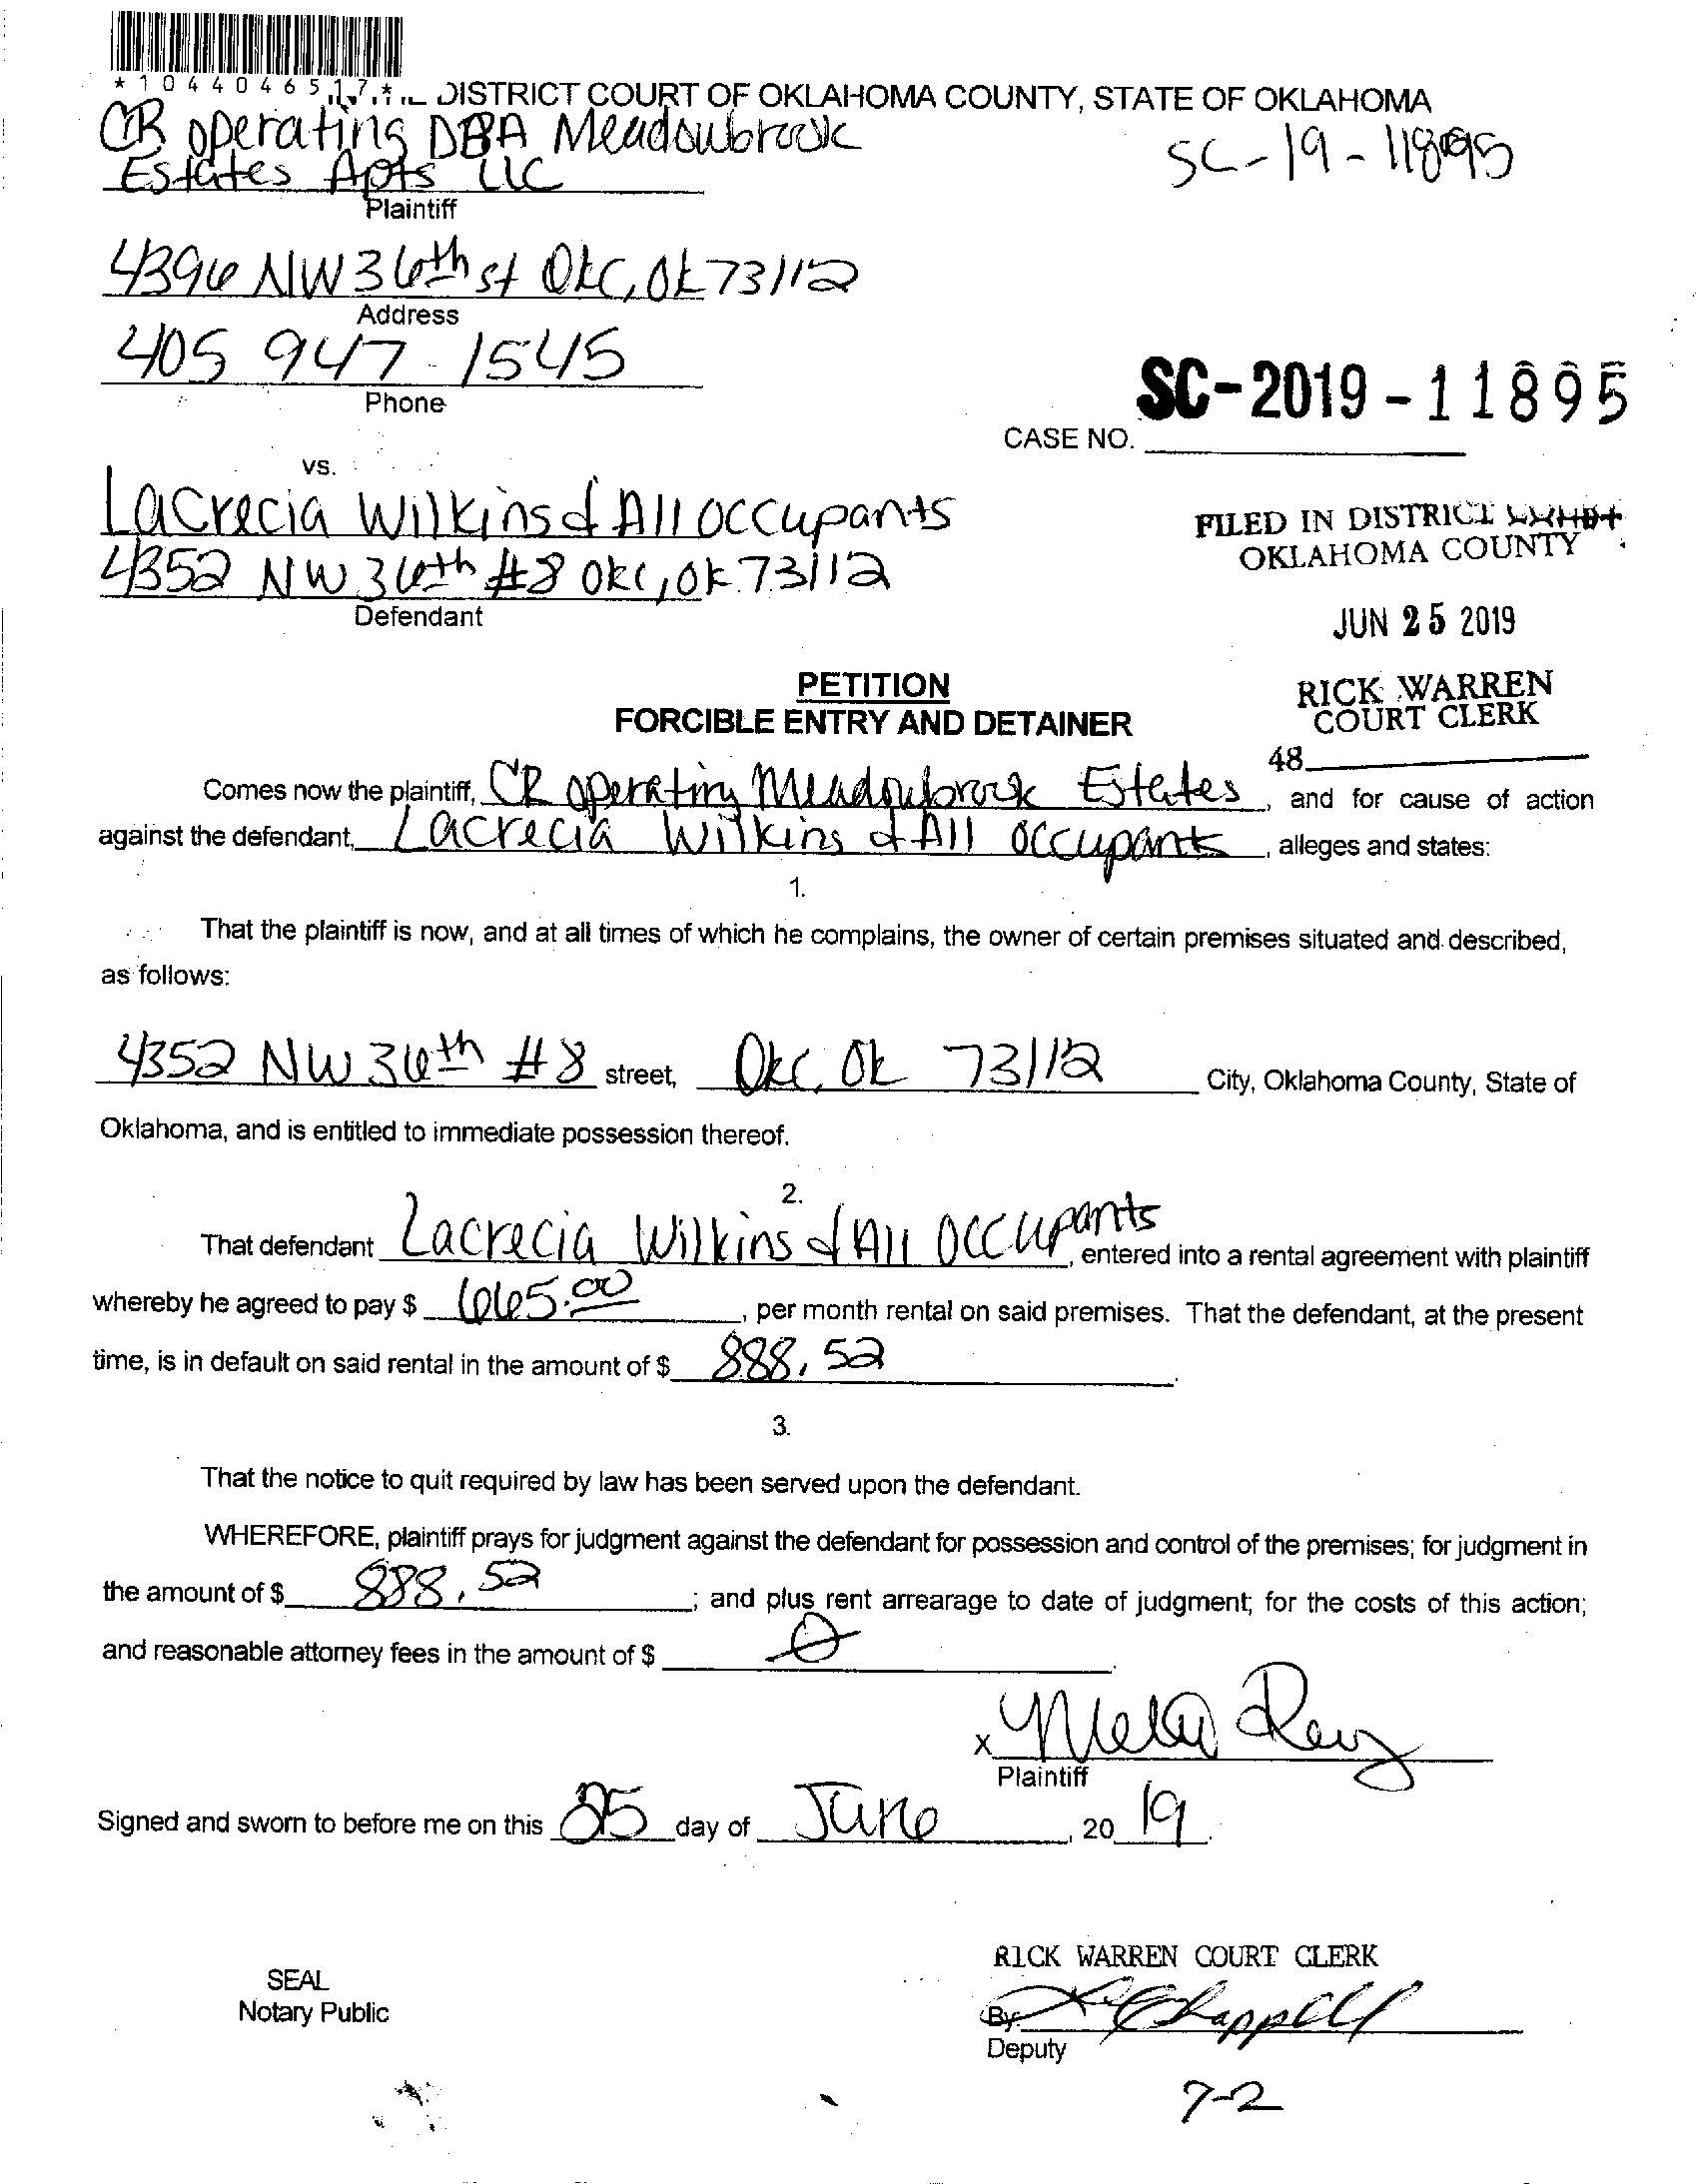 *1044046517*
DISTRICT COURT OF OKLAHOMA COUNTY, STATE OF OKLAHOMA
CR operating DBA Meadowbrook
Estates Apts LLC
Plaintiff
SC-19-11895
4396 NW 36th st OKC, OK 73112
Address
405 947-1545
Phone
SC-2019-11895
CASE NO.
vs.
Lacrecia Wilkins & All occupants
4352 NW 36th #8 OKC, OK 73112
Defendant
FILED IN DISTRICT
OKLAHOMA COUNTY
JUN 25 2019
RICK WARREN
COURT CLERK
48
PETITION
FORCIBLE ENTRY AND DETAINER
Comes now the plaintiff, CR operating Meadowbrook Estates, and for cause of action
against the defendant, Lacrecia Wilkins & All occupants, alleges and states:
1.
That the plaintiff is now, and at all times of which he complains, the owner of certain premises situated and described,
as follows:
4352 NW 36th #8 street, OKC, OK 73112 City, Oklahoma County, State of
Oklahoma, and is entitled to immediate possession thereof.
2.
That defendant Lacrecia Wilkins & All occupants, entered into a rental agreement with plaintiff
whereby he agreed to pay $ 665.00, per month rental on said premises. That the defendant, at the present
time, is in default on said rental in the amount of $ 888.52.
3.
That the notice to quit required by law has been served upon the defendant.
WHEREFORE, plaintiff prays for judgment against the defendant for possession and control of the premises; for judgment in
the amount of $ 888.52; and plus rent arrearage to date of judgment; for the costs of this action;
and reasonable attorney fees in the amount of $ 0.
X
Plaintiff
Signed and sworn to before me on this 25 day of June, 2019.
SEAL
Notary Public
RICK WARREN COURT CLERK
By Chappell
Deputy
7-2